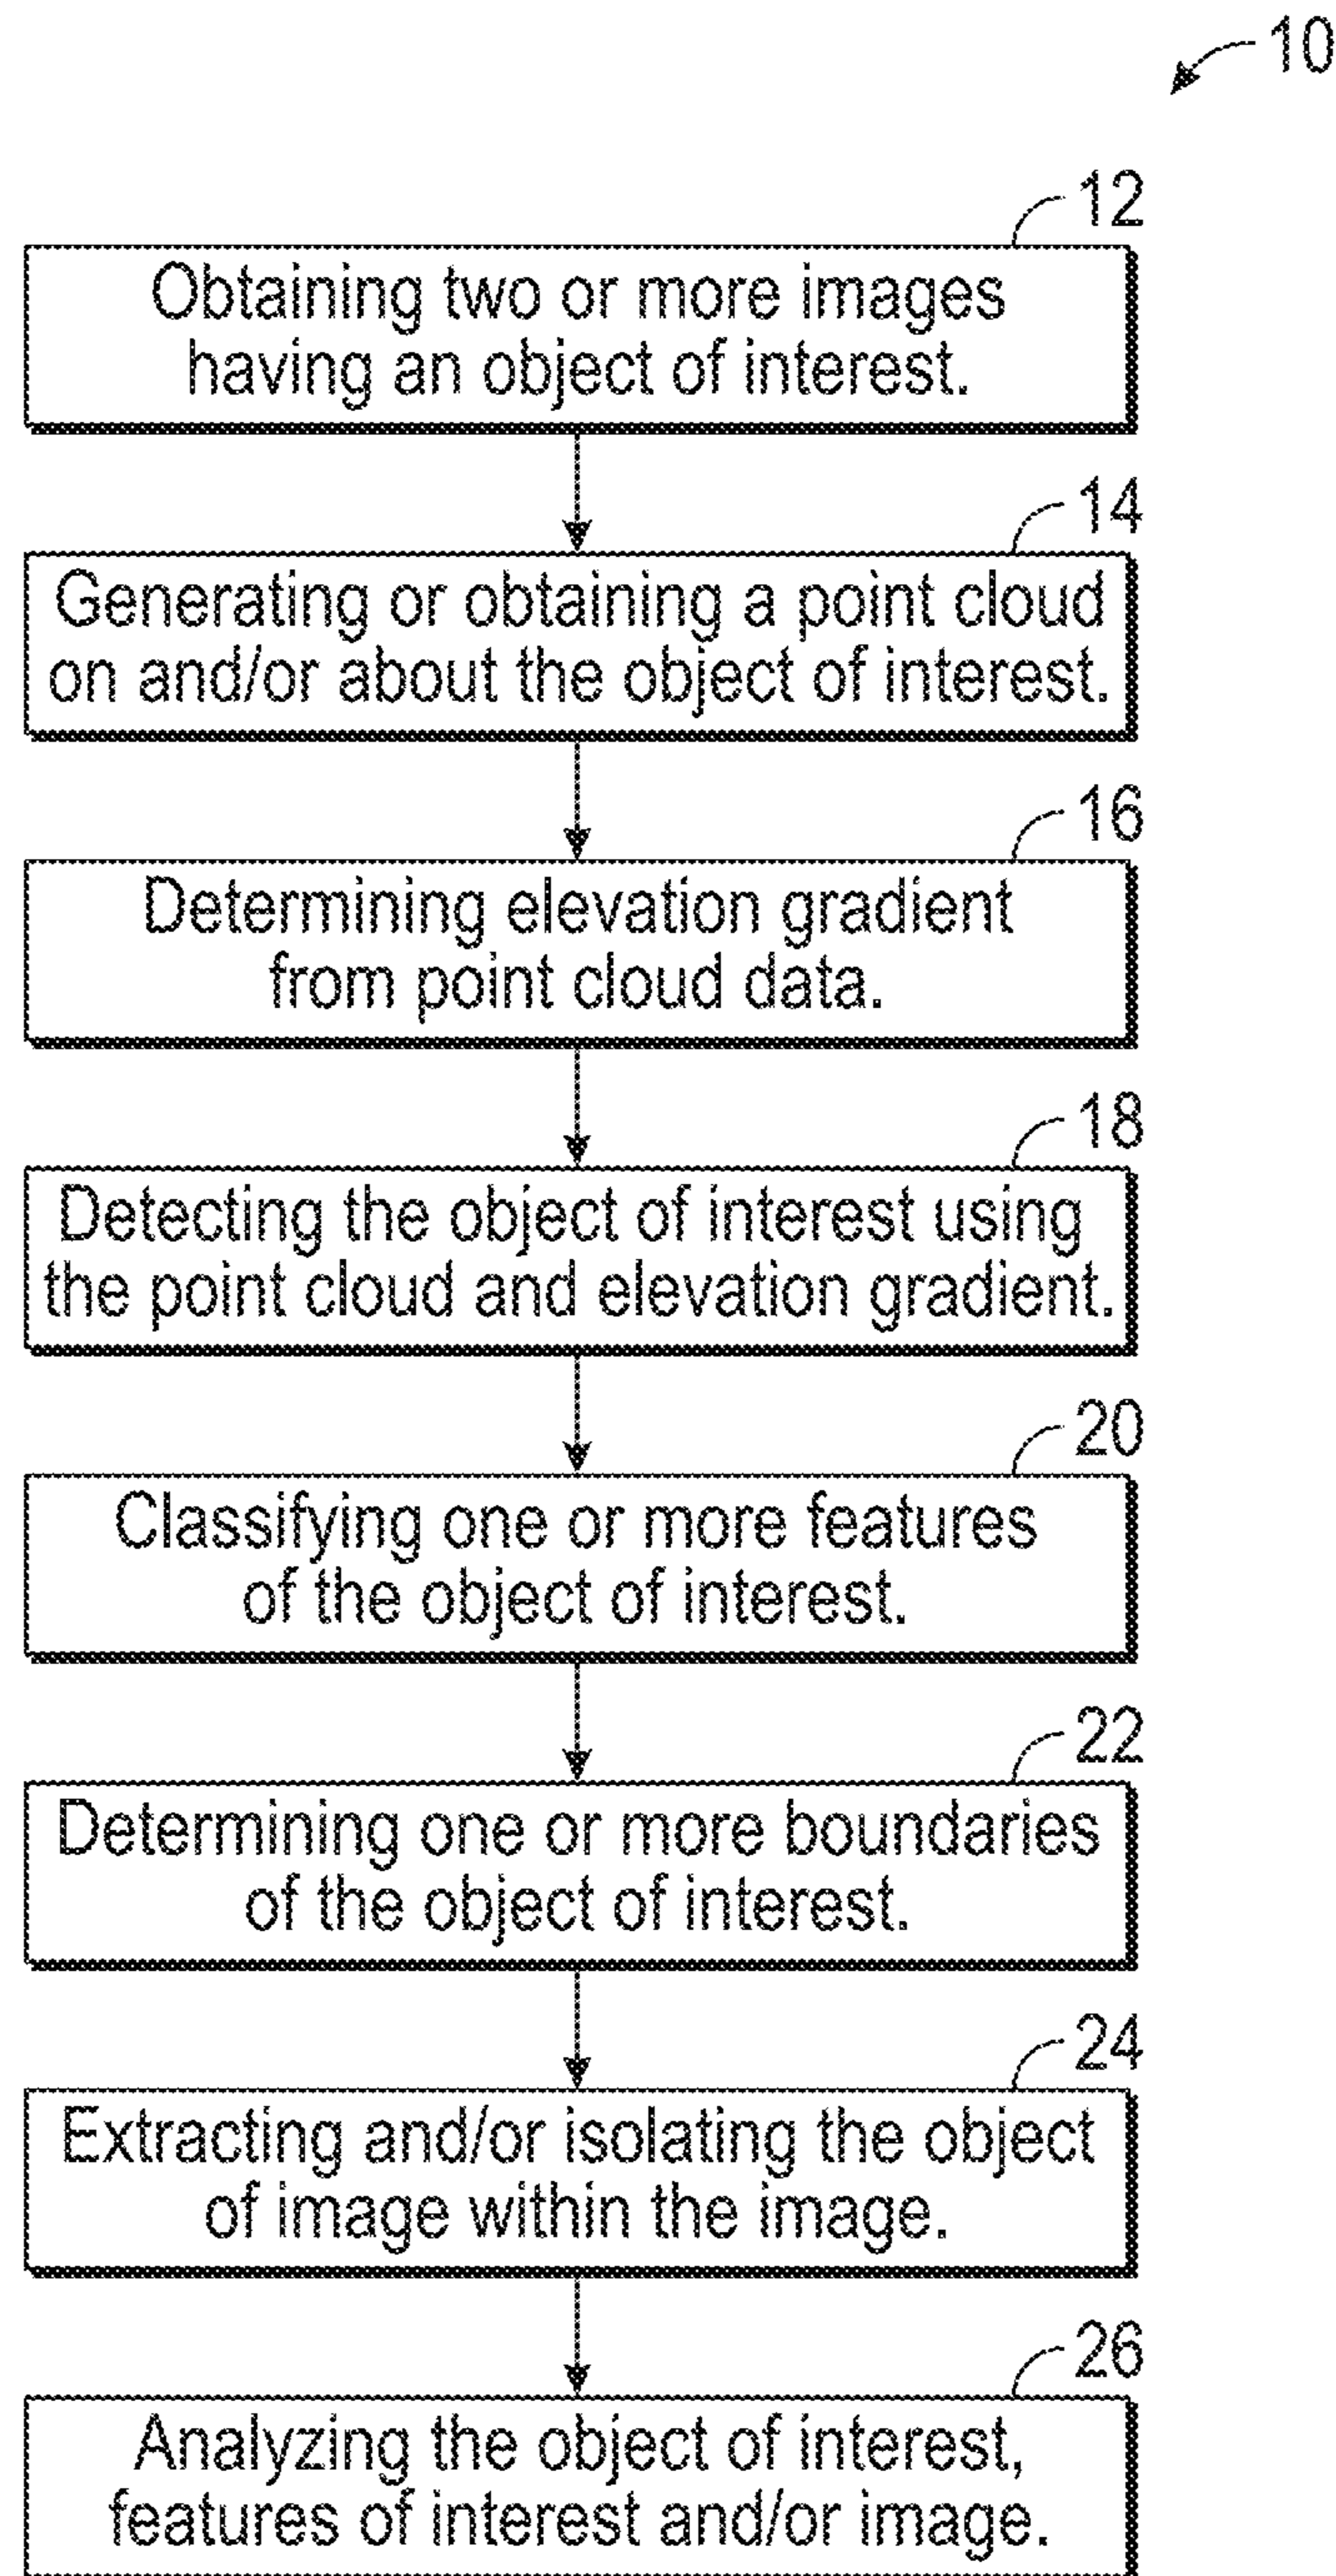 10
12
Obtaining two or more images
having an object of interest.
14
Generating or obtaining a point cloud
on and/or about the object of interest.
16
Determining elevation gradient
from point cloud data.
18
Detecting the object of interest using
the point cloud and elevation gradient.
20
Classifying one or more features
of the object of interest.
22
Determining one or more boundaries
of the object of interest.
24
Extracting and/or isolating the object
of image within the image.
26
Analyzing the object of interest,
features of interest and/or image.